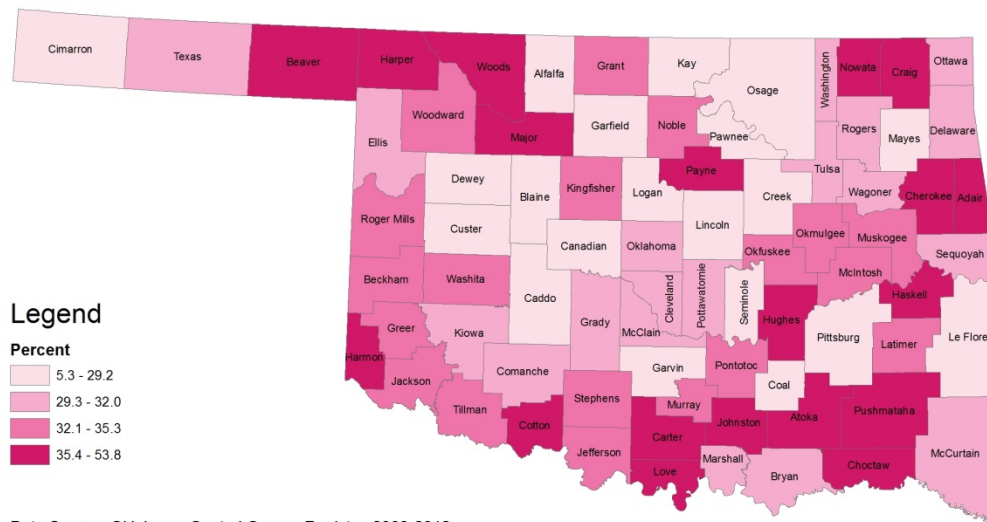 Cimarron
Texas
Beaver
Harper
Woods
Alfalfa
Grant
Kay
Osage
Washington
Nowata
Craig
Ottawa
Woodward
Ellis
Major
Garfield
Noble
Pawnee
Rogers
Mayes
Delaware
Dewey
Blaine
Kingfisher
Logan
Payne
Creek
Tulsa
Wagoner
Cherokee
Adair
Roger Mills
Custer
Canadian
Oklahoma
Lincoln
Okfuskee
Okmulgee
Muskogee
Sequoyah
Beckham
Washita
Caddo
Grady
McClain
Cleveland
Pottawatomie
Seminole
Hughes
McIntosh
Haskell
Pittsburg
Latimer
Le Flore
Harmon
Greer
Kiowa
Jackson
Comanche
Tillman
Cotton
Stephens
Jefferson
Garvin
Murray
Pontotoc
Coal
Carter
Johnston
Atoka
Pushmataha
McCurtain
Love
Marshall
Bryan
Choctaw
Legend
Percent
5.3 - 29.2
29.3 - 32.0
32.1 - 35.3
35.4 - 53.8